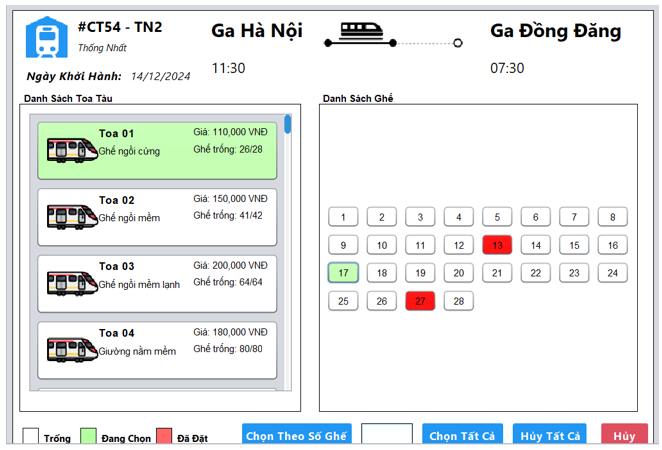 #CT54 - TN2
Thống Nhất
Ngày Khởi Hành: 14/12/2024
Ga Hà Nội
11:30
Ga Đồng Đăng
07:30
Danh Sách Toa Tàu
Toa 01 Giá: 110,000 VNĐ
Ghế ngồi cứng Ghế trống: 26/28
Toa 02 Giá: 150,000 VNĐ
Ghế ngồi mềm Ghế trống: 41/42
Toa 03 Giá: 200,000 VNĐ
Ghế ngồi mềm lạnh Ghế trống: 64/64
Toa 04 Giá: 180,000 VNĐ
Giường nằm mềm Ghế trống: 80/80
Danh Sách Ghế
1 2 3 4 5 6 7 8
9 10 11 12 13 14 15 16
17 18 19 20 21 22 23 24
25 26 27 28
Trống Đang Chọn Đã Đặt Chọn Theo Số Ghế Chọn Tất Cả Hủy Tất Cả Hủy